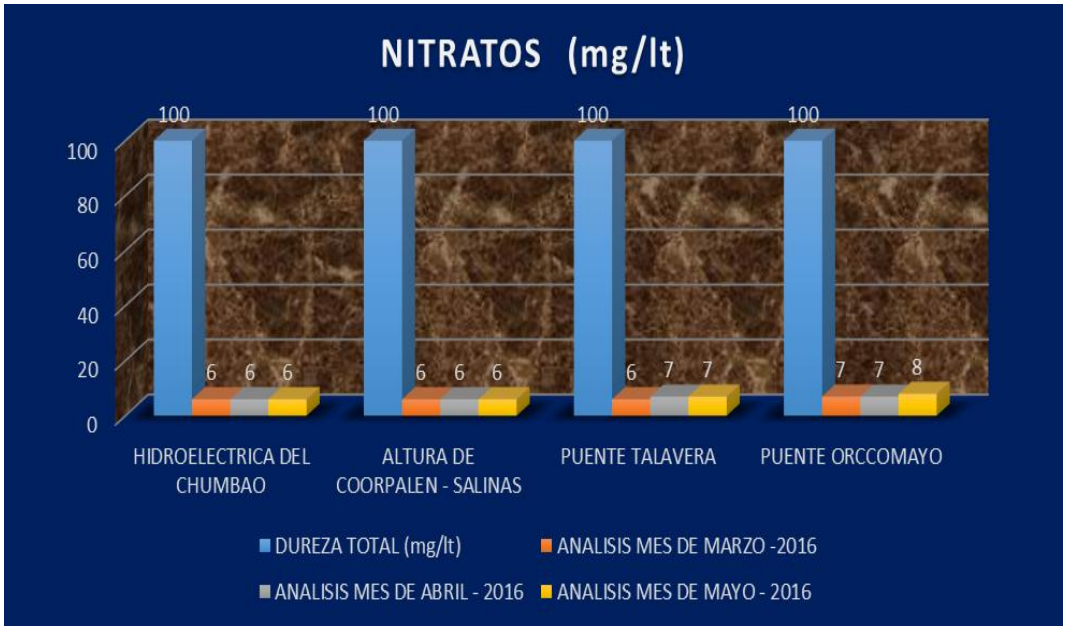 NITRATOS (mg/lt)
100 100 100 100
100
80
60
40
20
0
6 6 6 6 6 6 6 7 7 7 7 8
HIDROELECTRICA DEL CHUMBAO
ALTURA DE COORPALEN - SALINAS
PUENTE TALAVERA
PUENTE ORCCOMAYO
DUREZA TOTAL (mg/lt)
ANALISIS MES DE MARZO -2016
ANALISIS MES DE ABRIL - 2016
ANALISIS MES DE MAYO - 2016